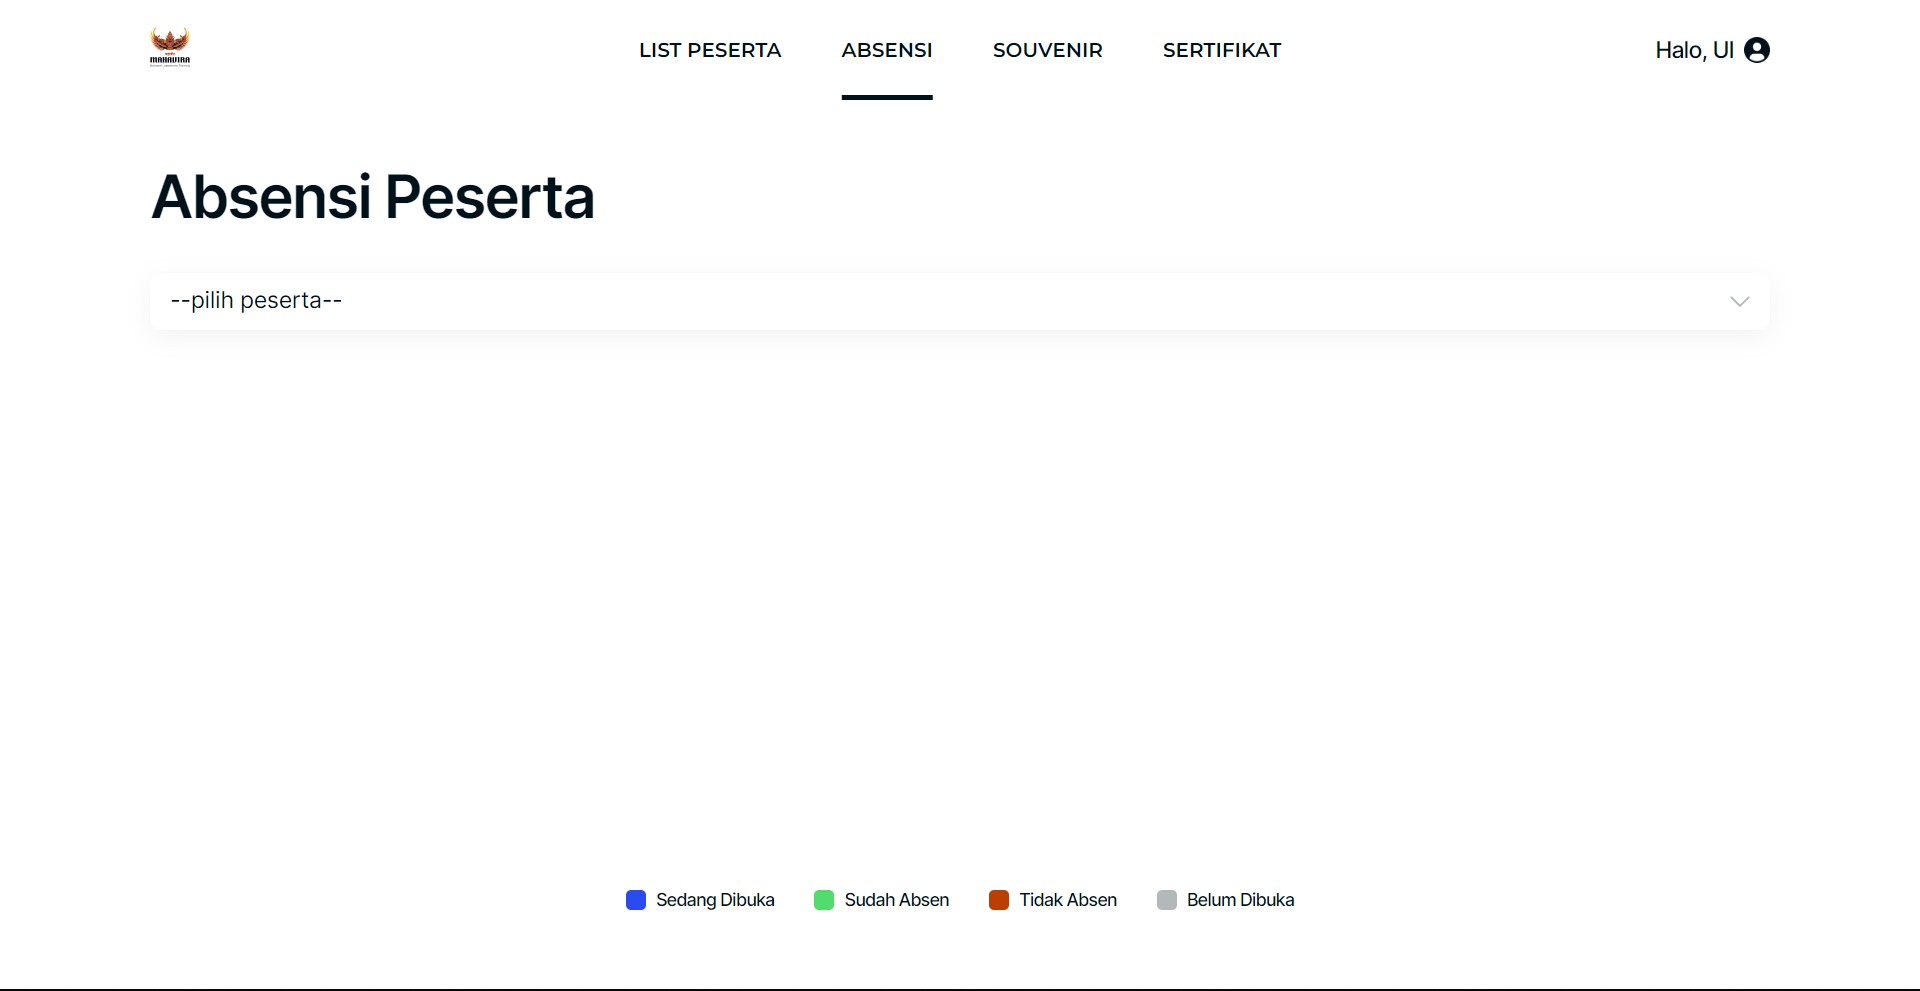 MAHAVIRA
LIST PESERTA
ABSENSI
SOUVENIR
SERTIFIKAT
Halo, UI
Absensi Peserta
--pilih peserta--
Sedang Dibuka
Sudah Absen
Tidak Absen
Belum Dibuka